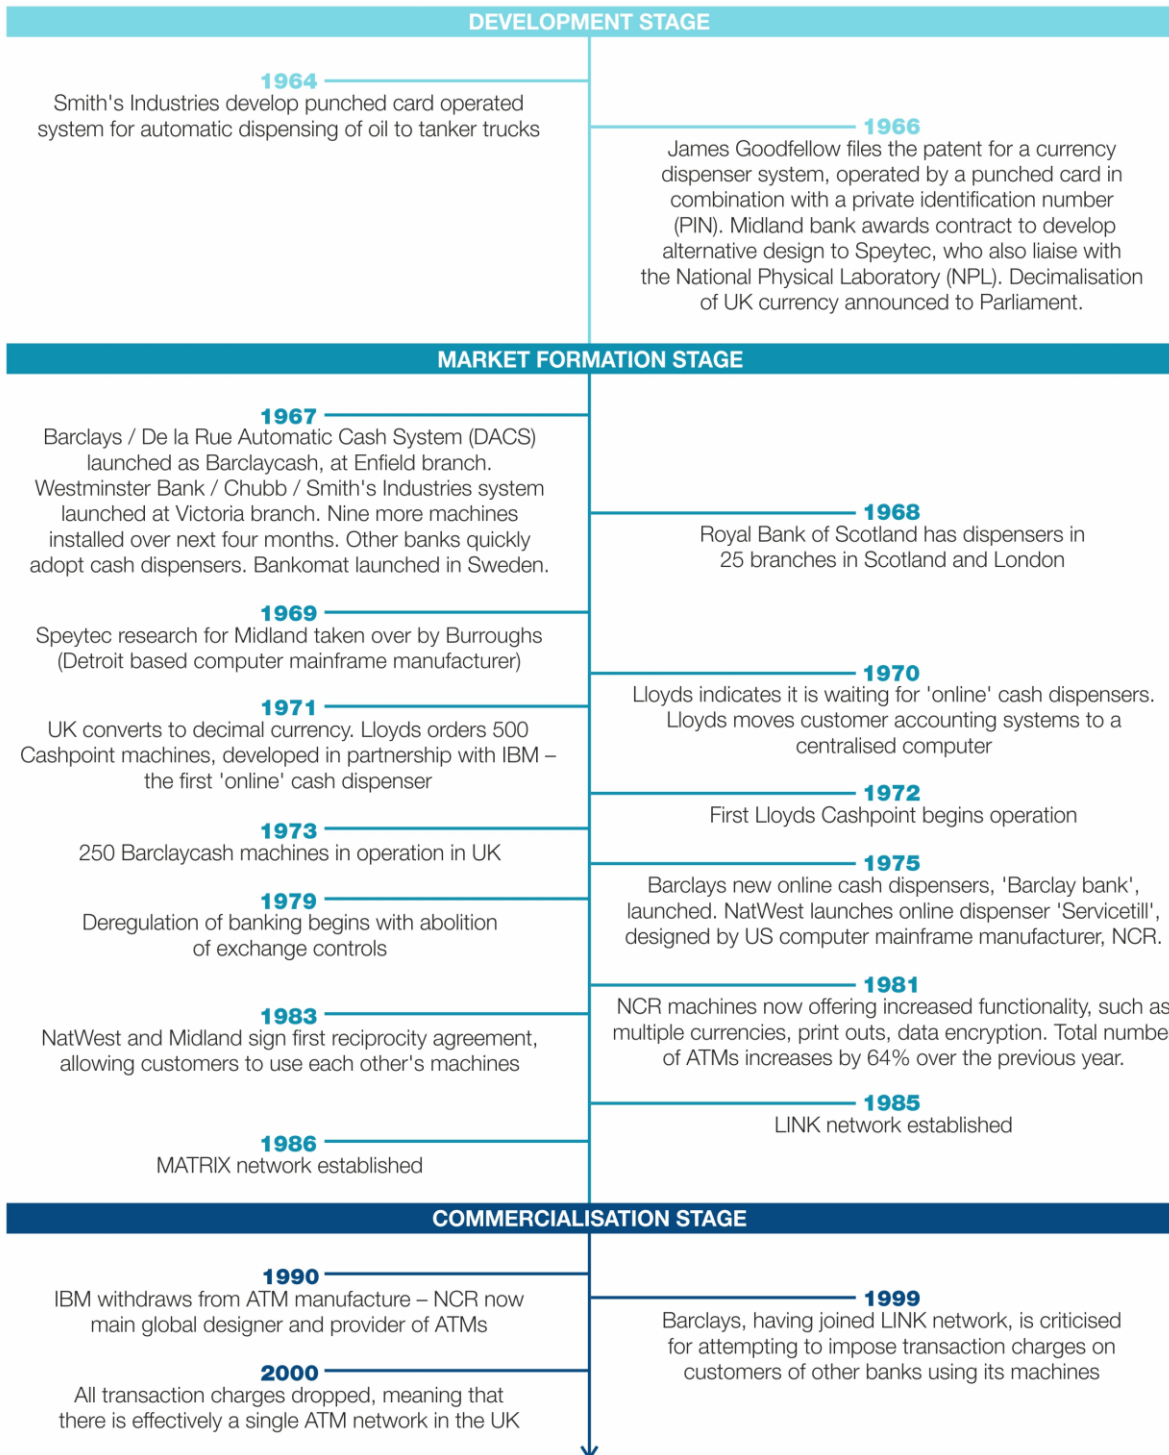 DEVELOPMENT STAGE
1964
Smith's Industries develop punched card operated
system for automatic dispensing of oil to tanker trucks
1966
James Goodfellow files the patent for a currency
dispenser system, operated by a punched card in
combination with a private identification number
(PIN). Midland bank awards contract to develop
alternative design to Speytec, who also liaise with
the National Physical Laboratory (NPL). Decimalisation
of UK currency announced to Parliament.
MARKET FORMATION STAGE
1967
Barclays / De la Rue Automatic Cash System (DACS)
launched as Barclaycash, at Enfield branch.
Westminster Bank / Chubb / Smith's Industries system
launched at Victoria branch. Nine more machines
installed over next four months. Other banks quickly
adopt cash dispensers. Bankomat launched in Sweden.
1968
Royal Bank of Scotland has dispensers in
25 branches in Scotland and London
1969
Speytec research for Midland taken over by Burroughs
(Detroit based computer mainframe manufacturer)
1970
Lloyds indicates it is waiting for 'online' cash dispensers.
Lloyds moves customer accounting systems to a
centralised computer
1971
UK converts to decimal currency. Lloyds orders 500
Cashpoint machines, developed in partnership with IBM –
the first 'online' cash dispenser
1972
First Lloyds Cashpoint begins operation
1973
250 Barclaycash machines in operation in UK
1975
Barclays new online cash dispensers, 'Barclay bank',
launched. NatWest launches online dispenser 'Servicetill',
designed by US computer mainframe manufacturer, NCR.
1979
Deregulation of banking begins with abolition
of exchange controls
1981
NCR machines now offering increased functionality, such as
multiple currencies, print outs, data encryption. Total number
of ATMs increases by 64% over the previous year.
1983
NatWest and Midland sign first reciprocity agreement,
allowing customers to use each other's machines
1985
LINK network established
1986
MATRIX network established
COMMERCIALISATION STAGE
1990
IBM withdraws from ATM manufacture – NCR now
main global designer and provider of ATMs
1999
Barclays, having joined LINK network, is criticised
for attempting to impose transaction charges on
customers of other banks using its machines
2000
All transaction charges dropped, meaning that
there is effectively a single ATM network in the UK